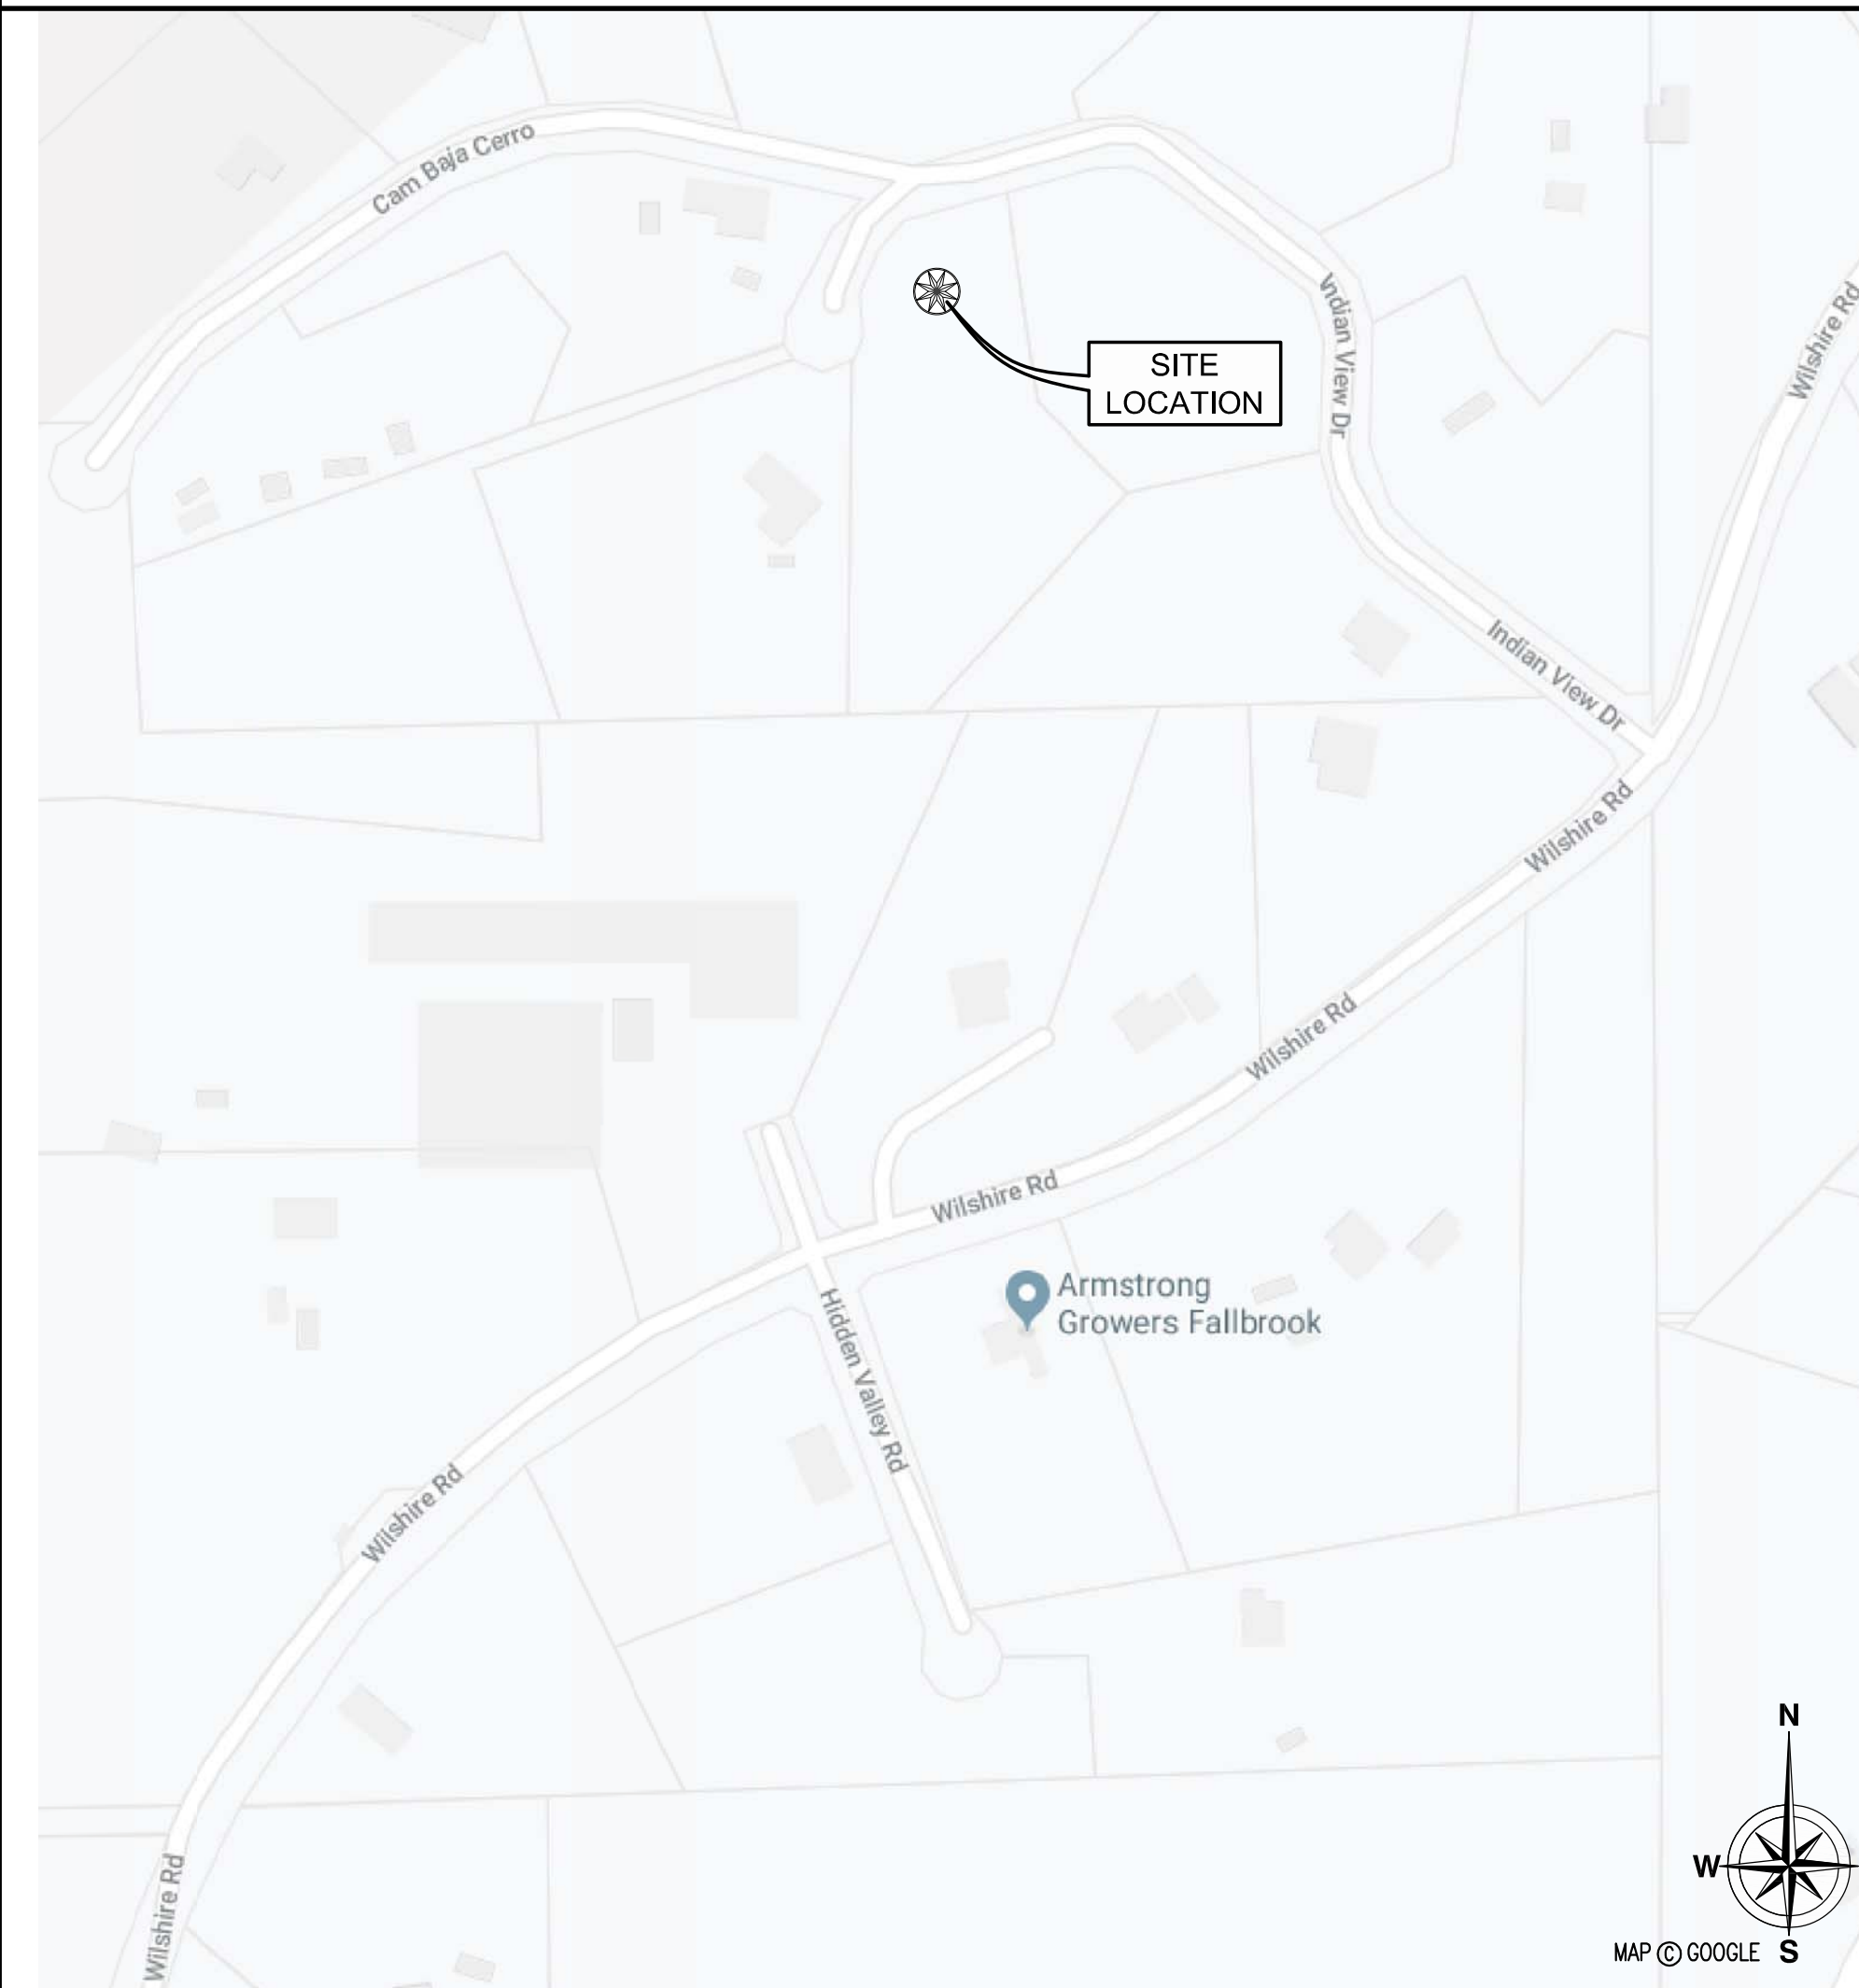 Cam Baja Cerro
Indian View Dr
Wilshire Rd
SITE
LOCATION
Indian View Dr
Wilshire Rd
Wilshire Rd
Wilshire Rd
Armstrong
Growers Fallbrook
Hidden Valley Rd
Wilshire Rd
Wilshire Rd
N
W
S
MAP © GOOGLE